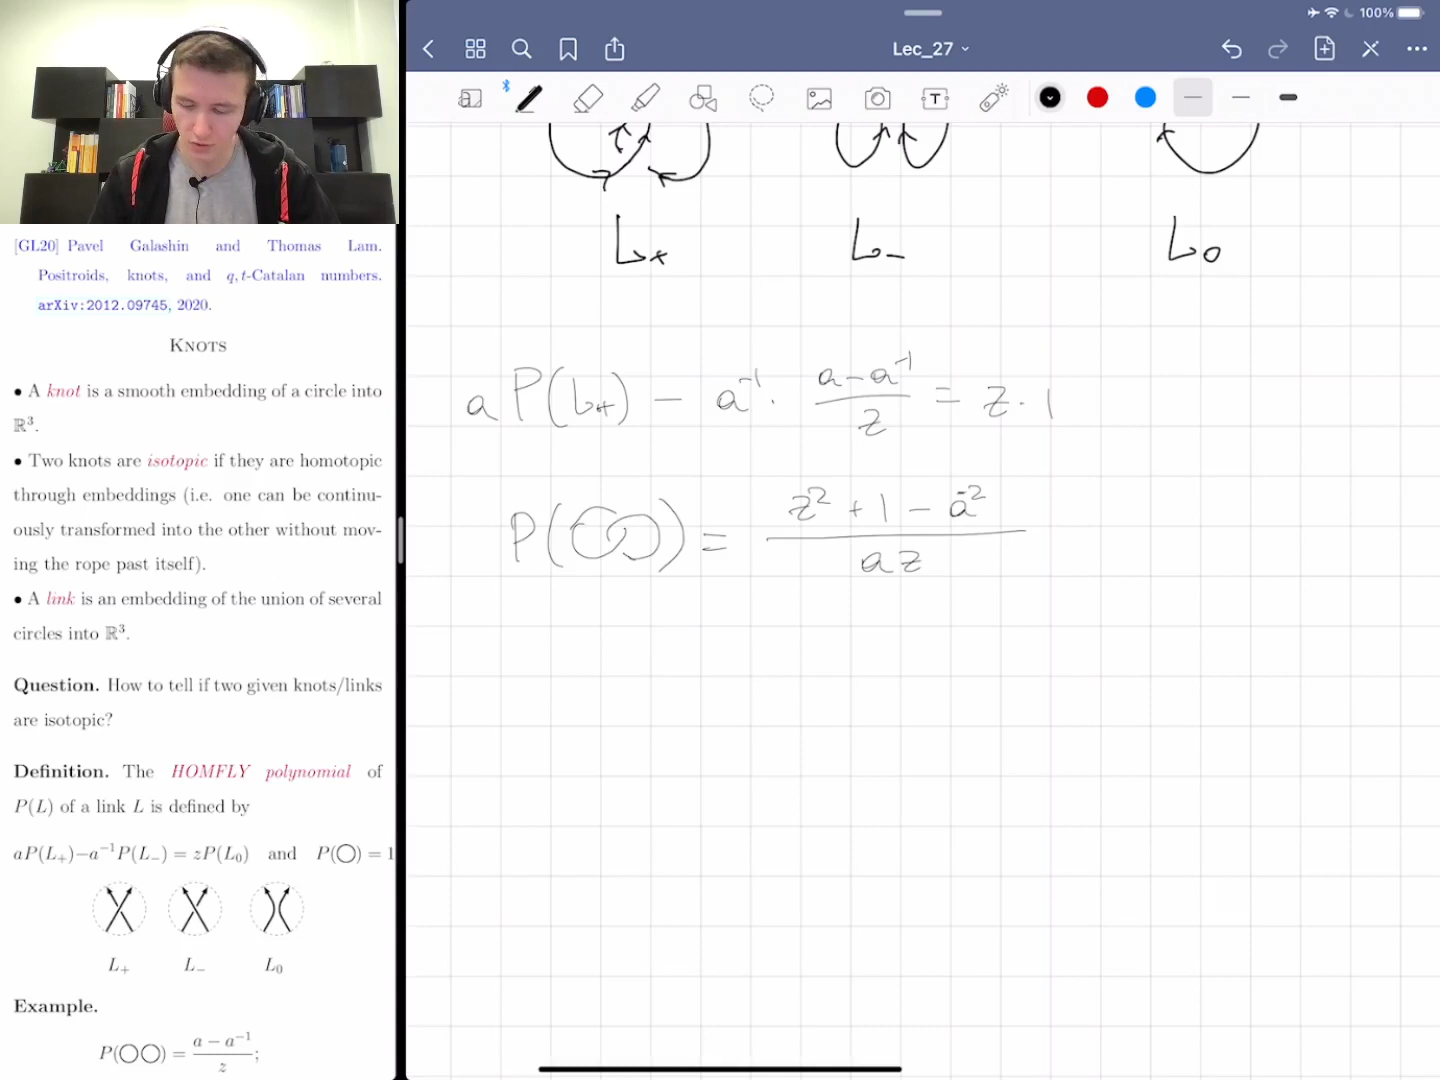 100%
Lec_27
T
[GL20] Pavel Galashin and Thomas Lam.
Positroids, knots, and q,t-Catalan numbers.
arXiv:2012.09745, 2020.
KNOTS
• A knot is a smooth embedding of a circle into
ℝ³.
• Two knots are isotopic if they are homotopic
through embeddings (i.e. one can be continu-
ously transformed into the other without mov-
ing the rope past itself).
• A link is an embedding of the union of several
circles into ℝ³.
Question. How to tell if two given knots/links
are isotopic?
Definition. The HOMFLY polynomial of
P(L) of a link L is defined by
aP(L₊)−a⁻¹P(L₋) = zP(L₀) and P(◯) = 1
L₊ L₋ L₀
Example.
P(◯◯) = (a − a⁻¹)/z;
L₊ L₋ L₀
a P(L₊) − a⁻¹ · (a − a⁻¹)/z = z · 1
P(◯◯) = (z² + 1 − a⁻²)/(a z)